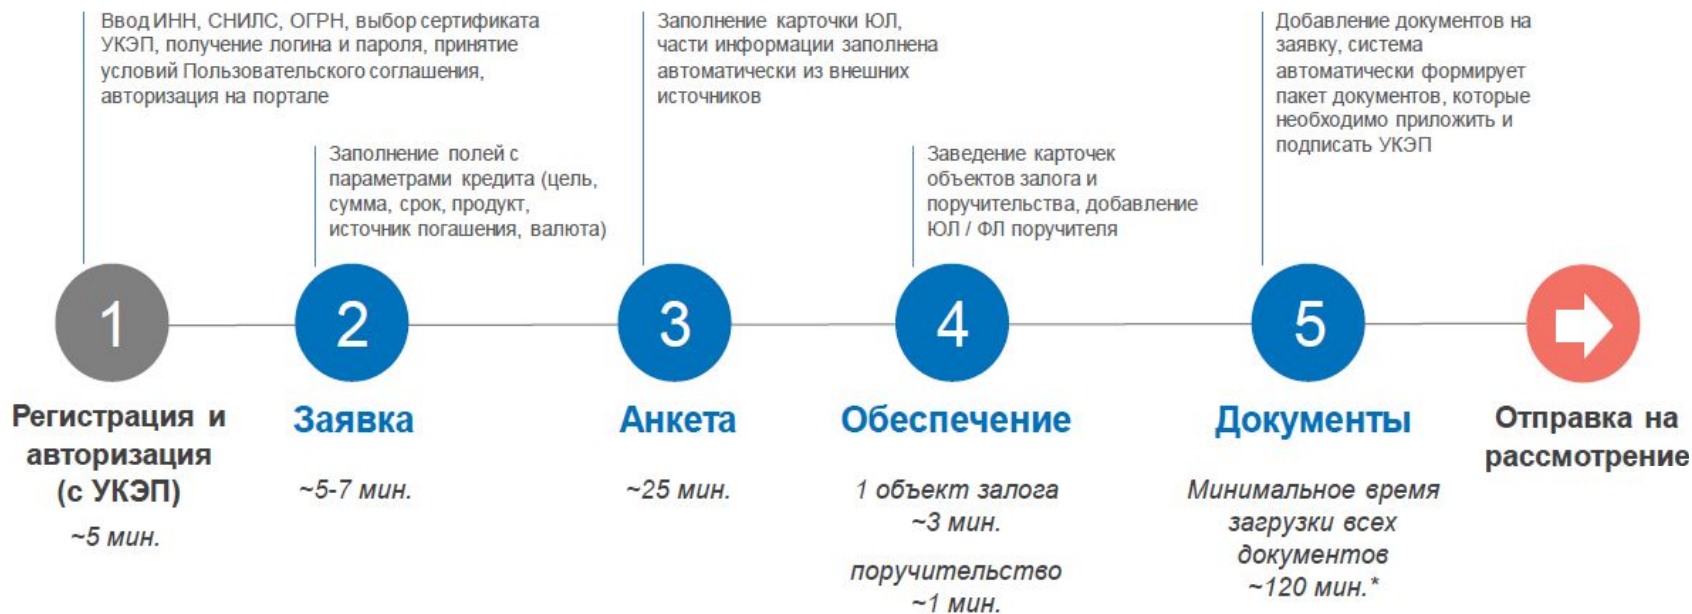 Ввод ИНН, СНИЛС, ОГРН, выбор сертификата
УКЭП, получение логина и пароля, принятие
условий Пользовательского соглашения,
авторизация на портале
Заполнение полей с
параметрами кредита (цель,
сумма, срок, продукт,
источник погашения, валюта)
Заполнение карточки ЮЛ,
части информации заполнена
автоматически из внешних
источников
Заведение карточек
объектов залога и
поручительства, добавление
ЮЛ / ФЛ поручителя
Добавление документов на
заявку, система
автоматически формирует
пакет документов, которые
необходимо приложить и
подписать УКЭП
1
2
3
4
5
Регистрация и
авторизация
(с УКЭП)
~5 мин.
Заявка
~5-7 мин.
Анкета
~25 мин.
Обеспечение
1 объект залога
~3 мин.
поручительство
~1 мин.
Документы
Минимальное время
загрузки всех
документов
~120 мин.*
Отправка на
рассмотрение